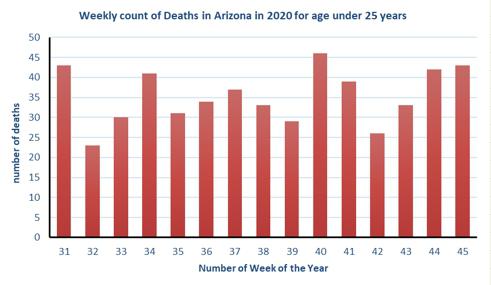 Weekly count of Deaths in Arizona in 2020 for age under 25 years
number of deaths
50
45
40
35
30
25
20
15
10
5
0
31 32 33 34 35 36 37 38 39 40 41 42 43 44 45
Number of Week of the Year